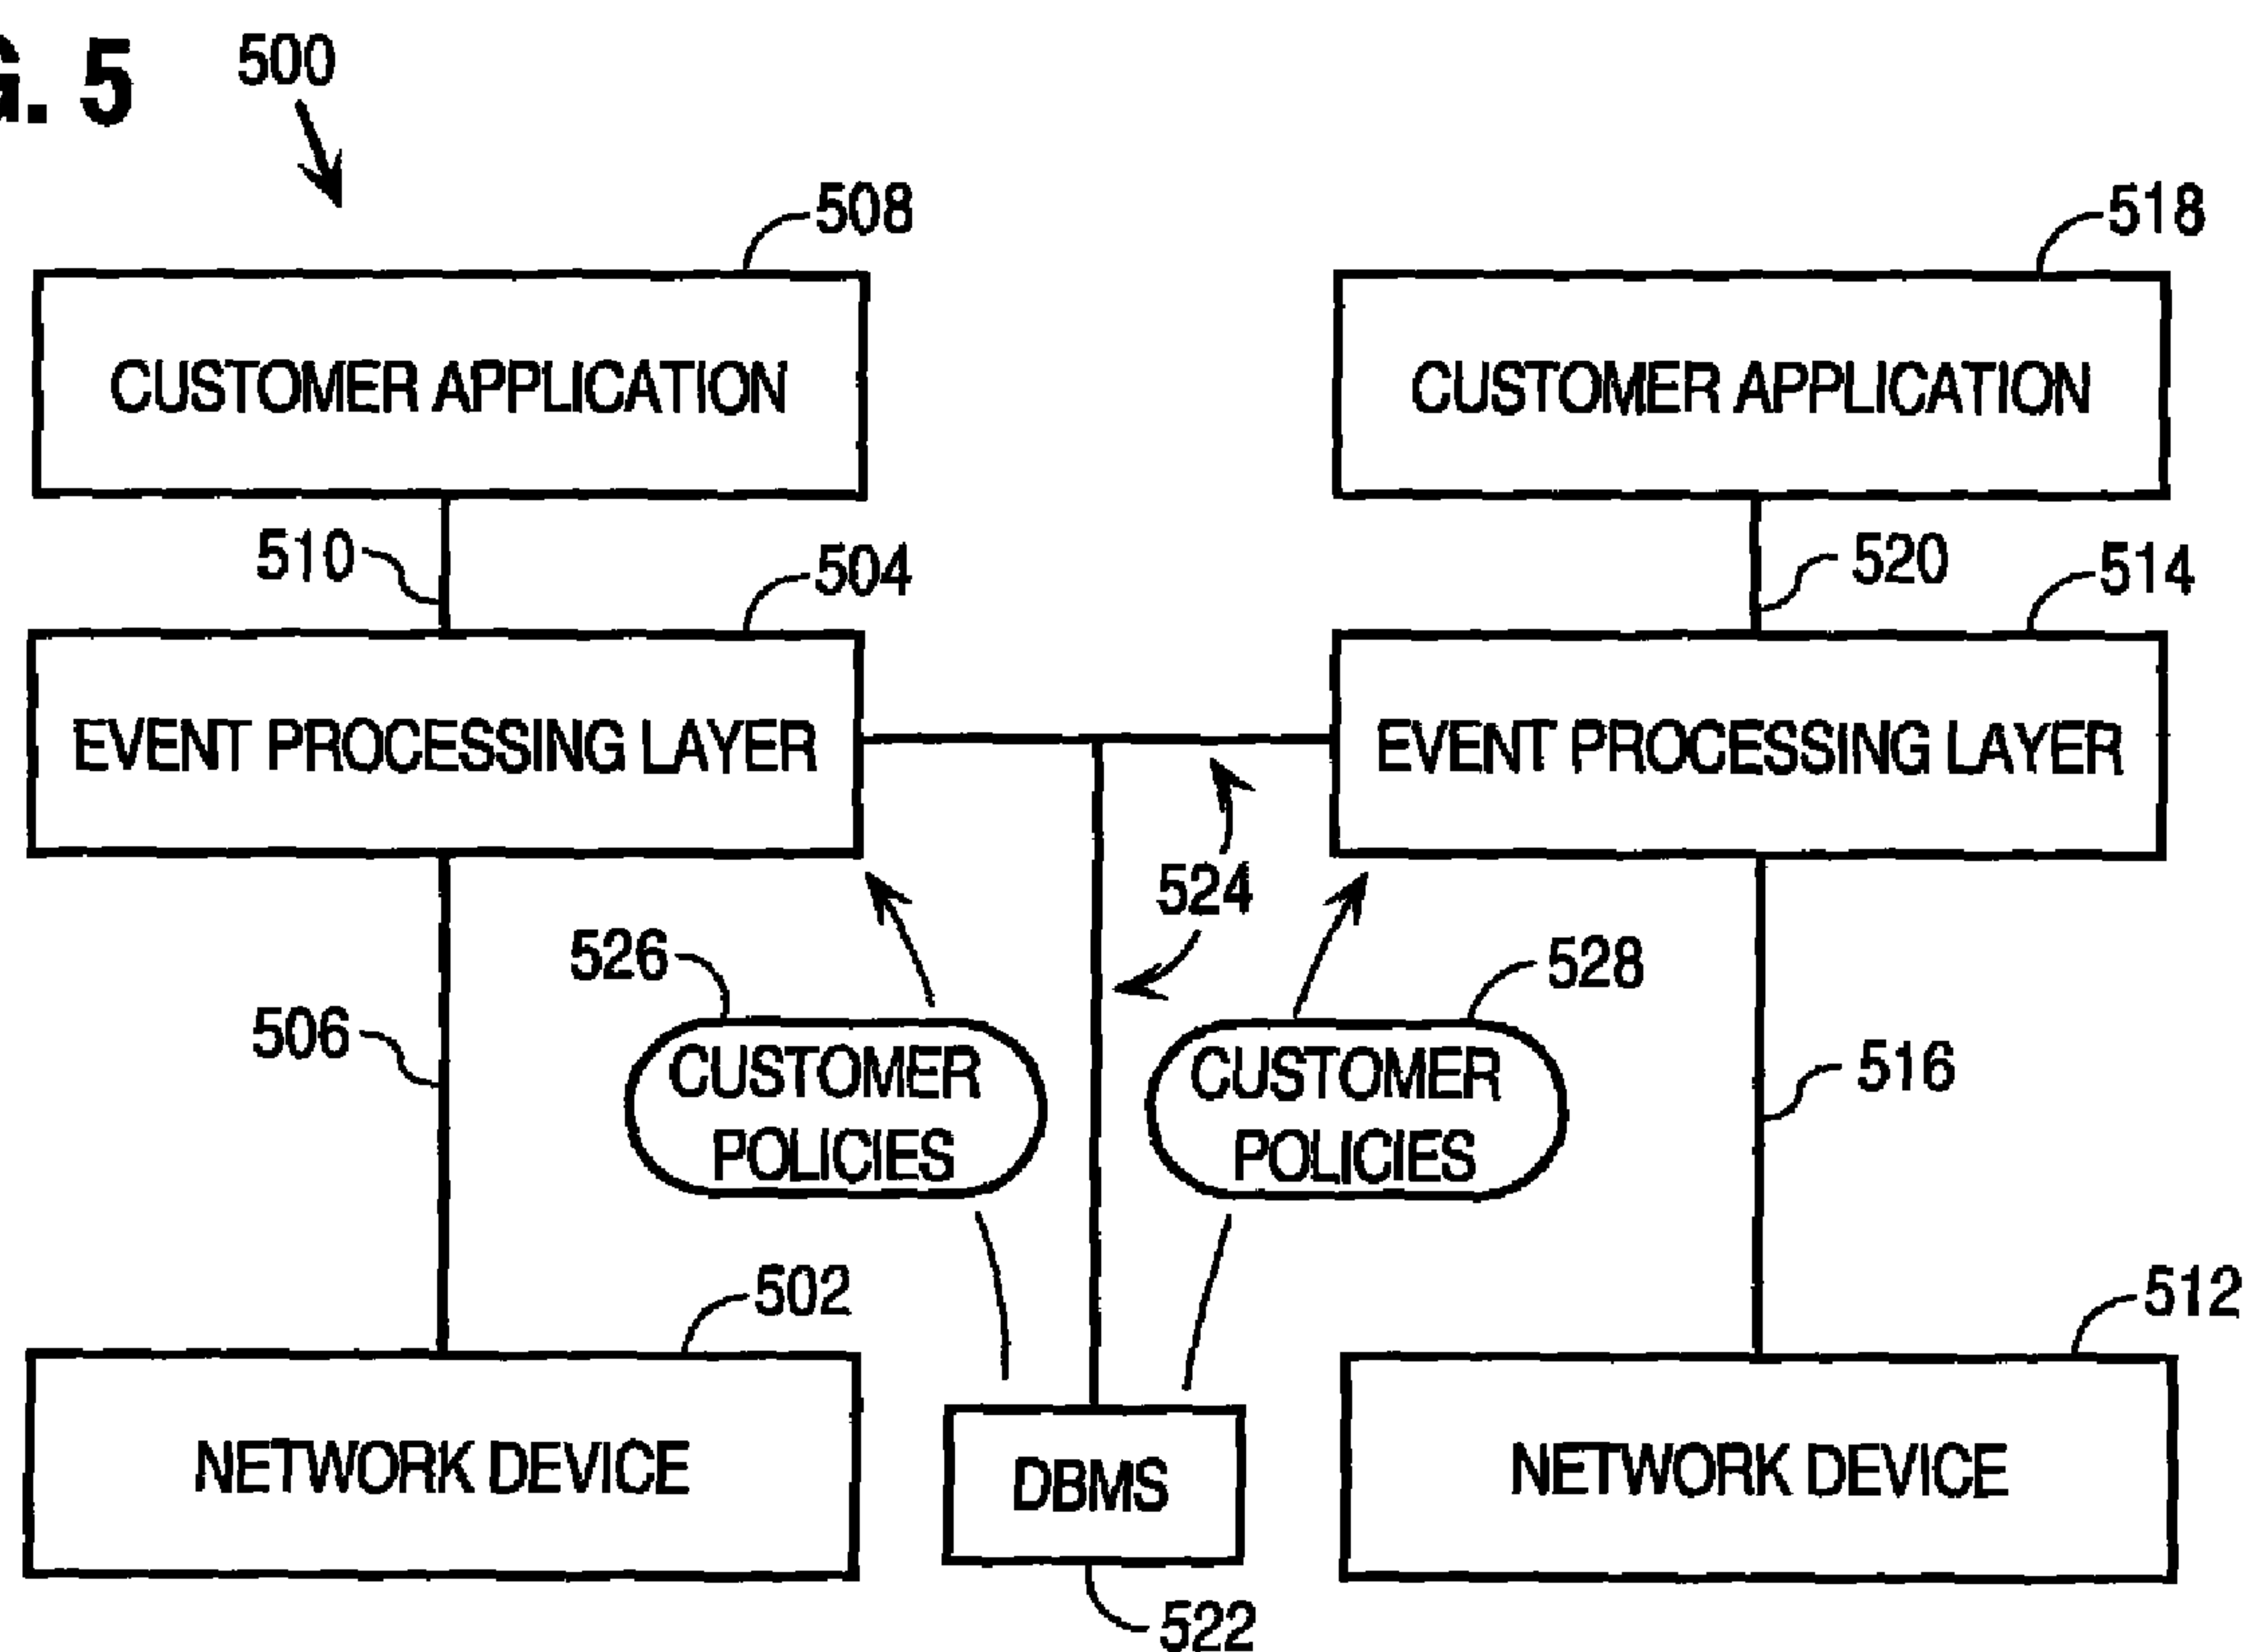 G. 5
500
508
518
CUSTOMER APPLICATION
CUSTOMER APPLICATION
510
504
520
514
EVENT PROCESSING LAYER
EVENT PROCESSING LAYER
524
526
528
506
516
CUSTOMER
POLICIES
CUSTOMER
POLICIES
502
512
NETWORK DEVICE
DBMS
NETWORK DEVICE
522